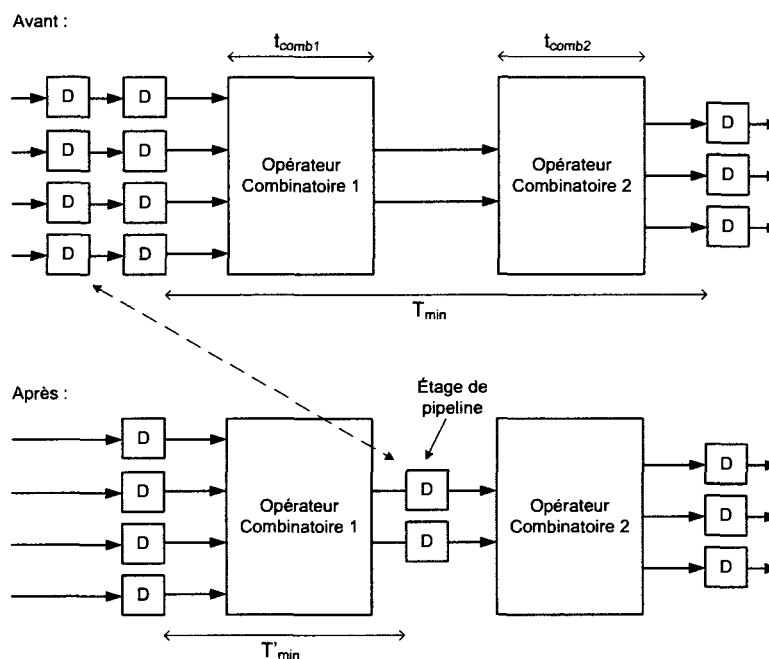 Avant :
tcomb1
tcomb2
D D
D D
D D
D D
Opérateur
Combinatoire 1
Opérateur
Combinatoire 2
D
D
D
Tmin
Après :
Étage de
pipeline
D
D
D
D
Opérateur
Combinatoire 1
D
D
Opérateur
Combinatoire 2
D
D
D
T'min